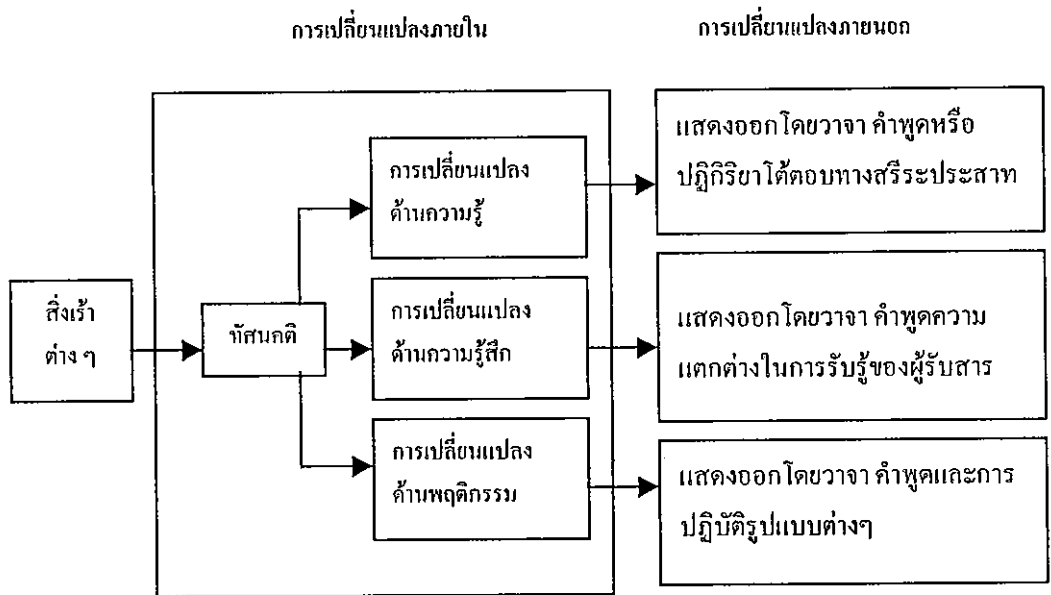 การเปลี่ยนแปลงภายใน
การเปลี่ยนแปลงภายนอก
สิ่งเร้า
ต่าง ๆ
ทัศนคติ
การเปลี่ยนแปลง
ด้านความรู้
การเปลี่ยนแปลง
ด้านความรู้สึก
การเปลี่ยนแปลง
ด้านพฤติกรรม
แสดงออกโดยวาจา คำพูดหรือ
ปฏิกิริยาโต้ตอบทางสรีระประสาท
แสดงออกโดยวาจา คำพูดความ
แตกต่างในการรับรู้ของผู้รับสาร
แสดงออกโดยวาจา คำพูดและการ
ปฏิบัติรูปแบบต่างๆ